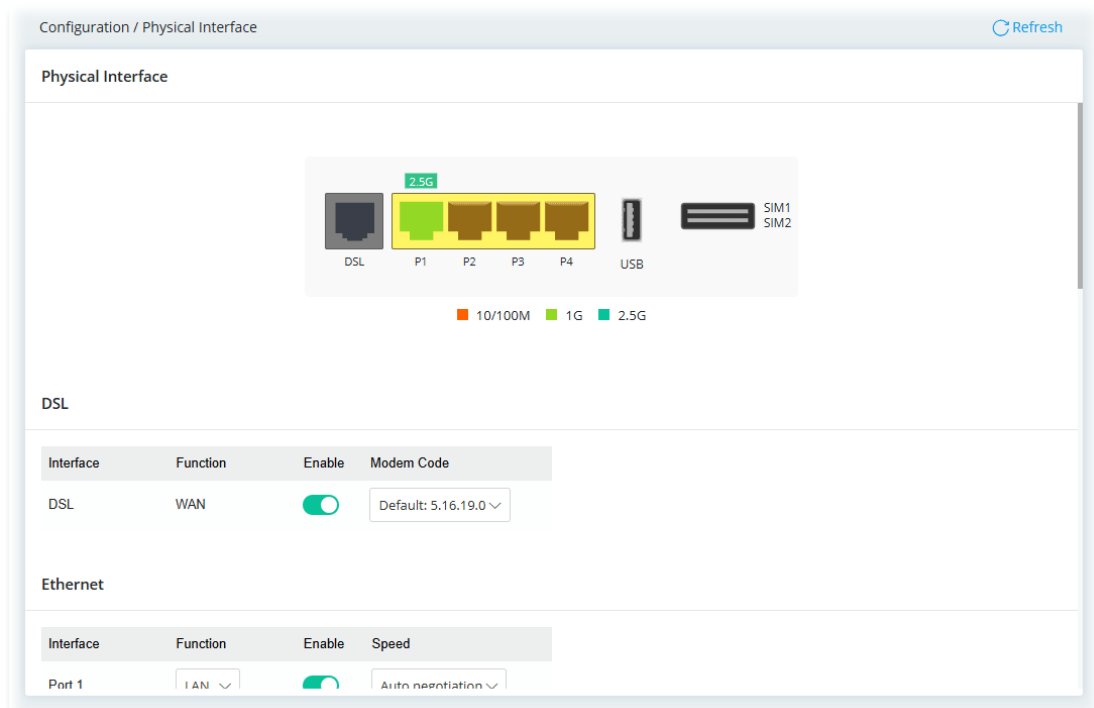 Configuration / Physical Interface
Refresh
Physical Interface
2.5G
SIM1
SIM2
DSL P1 P2 P3 P4 USB
10/100M 1G 2.5G
DSL
Interface Function Enable Modem Code
DSL WAN Default: 5.16.19.0
Ethernet
Interface Function Enable Speed
Port 1 LAN Auto negotiation